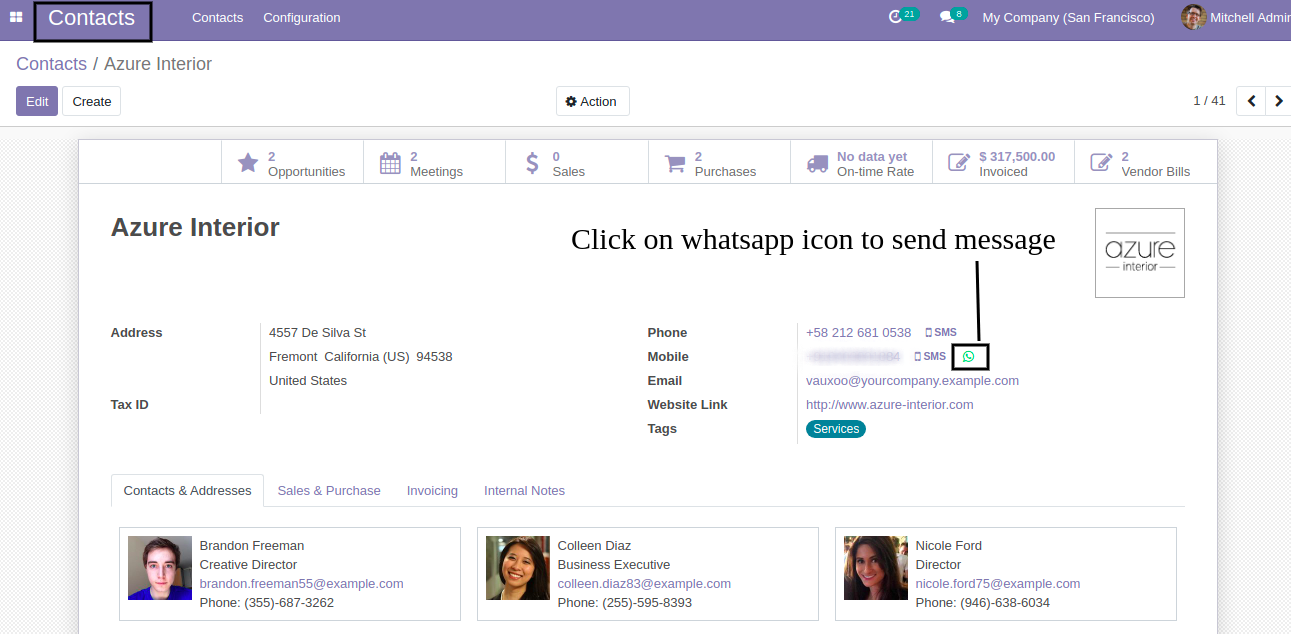 Contacts
Contacts
Configuration
21
8
My Company (San Francisco)
Mitchell Admin
Contacts / Azure Interior
Edit
Create
Action
1 / 41
2
Opportunities
2
Meetings
$
0
Sales
2
Purchases
No data yet
On-time Rate
$ 317,500.00
Invoiced
2
Vendor Bills
Azure Interior
Click on whatsapp icon to send message
azure
interior
Address
4557 De Silva St
Fremont California (US) 94538
United States
Tax ID
Phone
+58 212 681 0538
SMS
Mobile
SMS
Email
vauxoo@yourcompany.example.com
Website Link
http://www.azure-interior.com
Tags
Services
Contacts & Addresses
Sales & Purchase
Invoicing
Internal Notes
Brandon Freeman
Creative Director
brandon.freeman55@example.com
Phone: (355)-687-3262
Colleen Diaz
Business Executive
colleen.diaz83@example.com
Phone: (255)-595-8393
Nicole Ford
Director
nicole.ford75@example.com
Phone: (946)-638-6034